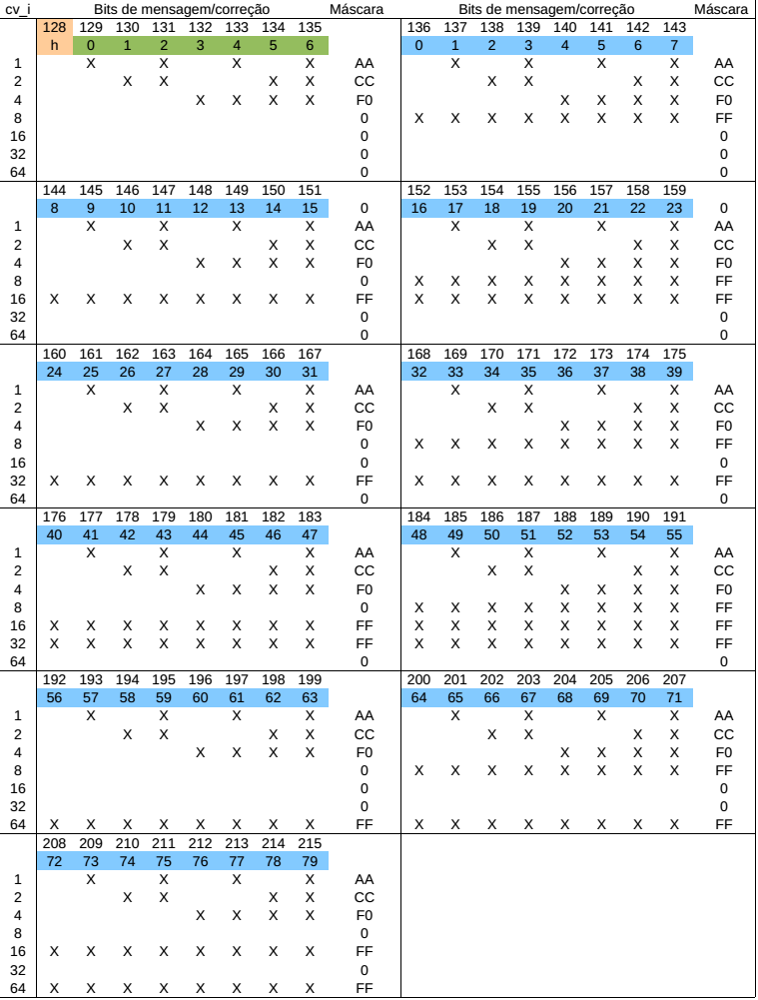 cv_i Bits de mensagem/correção Máscara Bits de mensagem/correção Máscara
128 129 130 131 132 133 134 135 136 137 138 139 140 141 142 143
h 0 1 2 3 4 5 6 0 1 2 3 4 5 6 7
1 X X X X AA X X X X AA
2 X X X X CC X X X X CC
4 X X X X F0 X X X X F0
8 0 X X X X X X X X FF
16 0 0
32 0 0
64 0 0
144 145 146 147 148 149 150 151 152 153 154 155 156 157 158 159
8 9 10 11 12 13 14 15 0 16 17 18 19 20 21 22 23 0
1 X X X X AA X X X X AA
2 X X X X CC X X X X CC
4 X X X X F0 X X X X F0
8 0 X X X X X X X X FF
16 X X X X X X X X FF X X X X X X X X FF
32 0 0
64 0 0
160 161 162 163 164 165 166 167 168 169 170 171 172 173 174 175
24 25 26 27 28 29 30 31 32 33 34 35 36 37 38 39
1 X X X X AA X X X X AA
2 X X X X CC X X X X CC
4 X X X X F0 X X X X F0
8 0 X X X X X X X X FF
16 0 0
32 X X X X X X X X FF X X X X X X X X FF
64 0 0
176 177 178 179 180 181 182 183 184 185 186 187 188 189 190 191
40 41 42 43 44 45 46 47 48 49 50 51 52 53 54 55
1 X X X X AA X X X X AA
2 X X X X CC X X X X CC
4 X X X X F0 X X X X F0
8 0 X X X X X X X X FF
16 X X X X X X X X FF X X X X X X X X FF
32 X X X X X X X X FF X X X X X X X X FF
64 0 0
192 193 194 195 196 197 198 199 200 201 202 203 204 205 206 207
56 57 58 59 60 61 62 63 64 65 66 67 68 69 70 71
1 X X X X AA X X X X AA
2 X X X X CC X X X X CC
4 X X X X F0 X X X X F0
8 0 X X X X X X X X FF
16 0 0
32 0 0
64 X X X X X X X X FF X X X X X X X X FF
208 209 210 211 212 213 214 215
72 73 74 75 76 77 78 79
1 X X X X AA
2 X X X X CC
4 X X X X F0
8 0
16 X X X X X X X X FF
32 0
64 X X X X X X X X FF